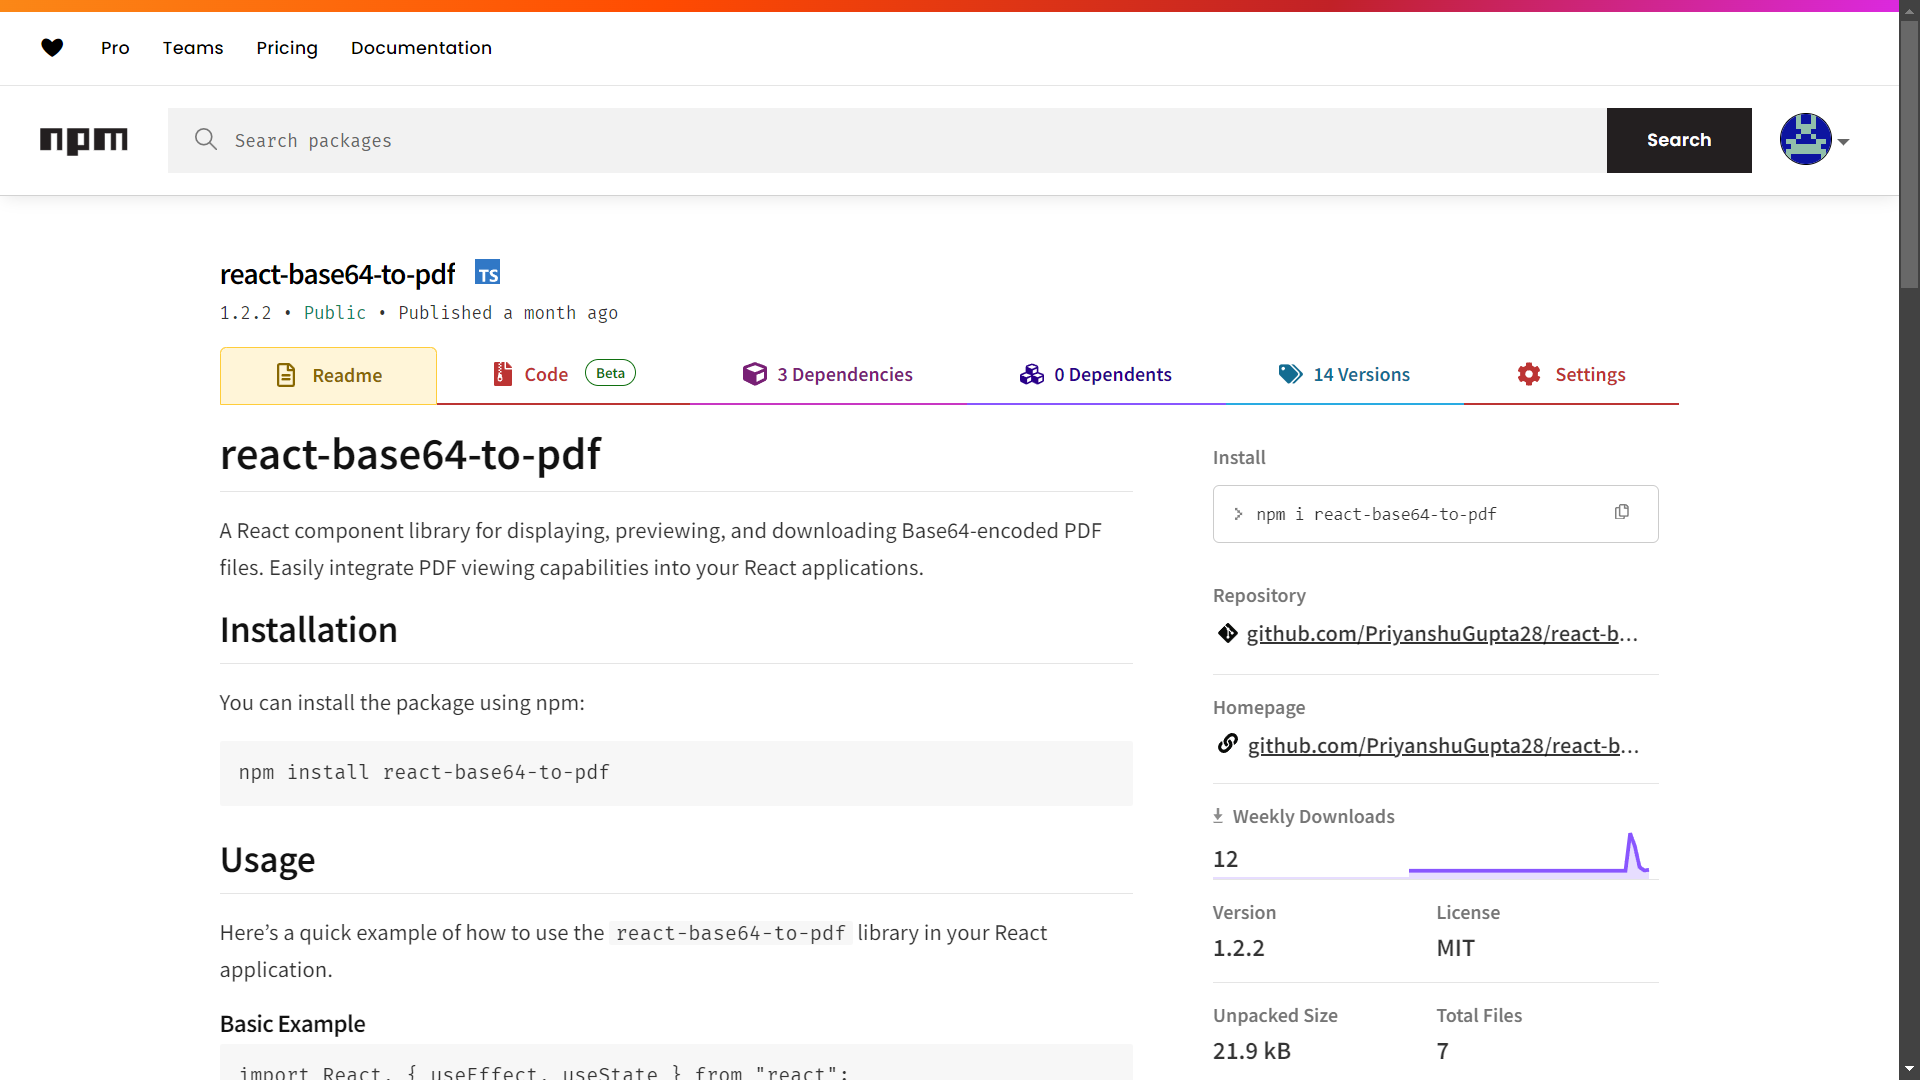 Pro Teams Pricing Documentation
npm Search packages Search
react-base64-to-pdf TS
1.2.2 • Public • Published a month ago
Readme Code Beta 3 Dependencies 0 Dependents 14 Versions Settings
react-base64-to-pdf
A React component library for displaying, previewing, and downloading Base64-encoded PDF
files. Easily integrate PDF viewing capabilities into your React applications.
Installation
You can install the package using npm:
npm install react-base64-to-pdf
Usage
Here’s a quick example of how to use the react-base64-to-pdf library in your React
application.
Basic Example
import React, { useEffect, useState } from "react";
Install
> npm i react-base64-to-pdf
Repository
github.com/PriyanshuGupta28/react-b...
Homepage
github.com/PriyanshuGupta28/react-b...
Weekly Downloads
12
Version License
1.2.2 MIT
Unpacked Size Total Files
21.9 kB 7